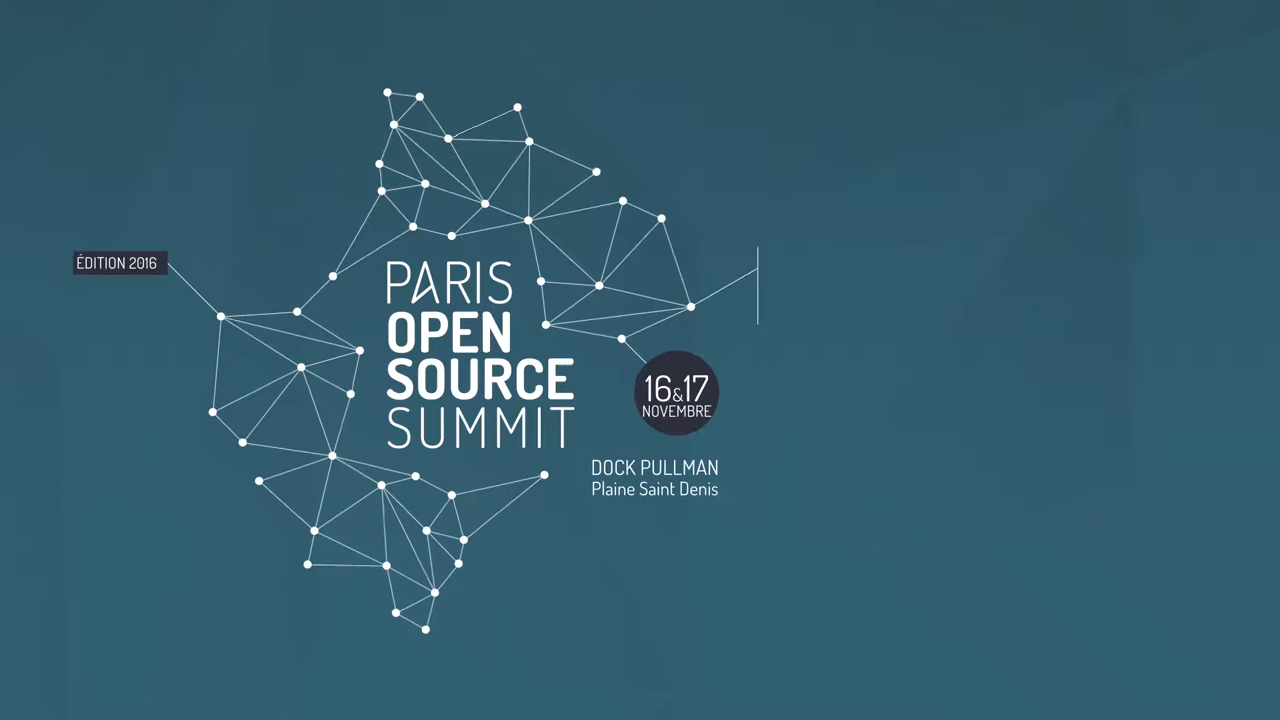 ÉDITION 2016
PARIS
OPEN
SOURCE
SUMMIT
16&17
NOVEMBRE
DOCK PULLMAN
Plaine Saint Denis